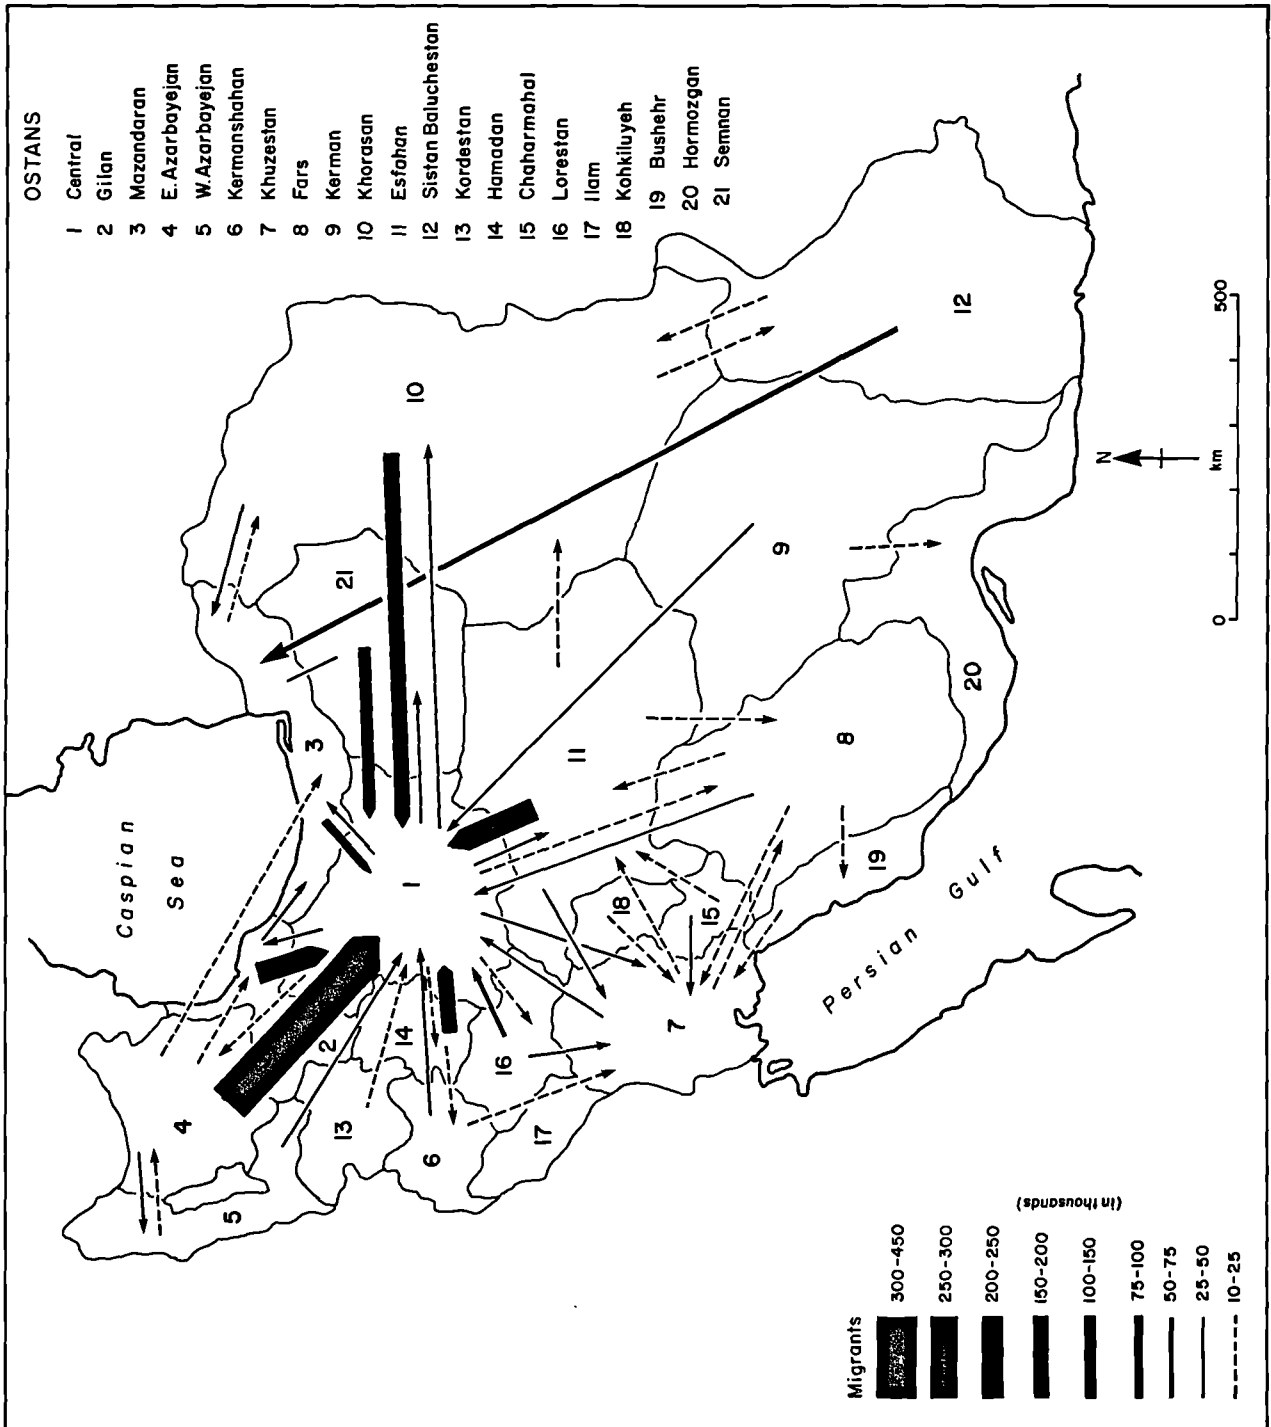 OSTANS
1 Central
2 Gilan
3 Mazandaran
4 E.Azarbayejan
5 W.Azarbayejan
6 Kermanshahan
7 Khuzestan
8 Fars
9 Kerman
10 Khorasan
11 Esfahan
12 Sistan Baluchestan
13 Kordestan
14 Hamadan
15 Chaharmahal
16 Lorestan
17 Ilam
18 Kohkiluyeh
19 Bushehr
20 Hormozgan
21 Semnan
Caspian
Sea
10
21
3
4
1
5
2
14
13
6
16
17
18
15
11
7
9
8
12
19
20
Persian Gulf
N
0 km 500
Migrants
(in thousands)
300-450
250-300
200-250
150-200
100-150
75-100
50-75
25-50
10-25